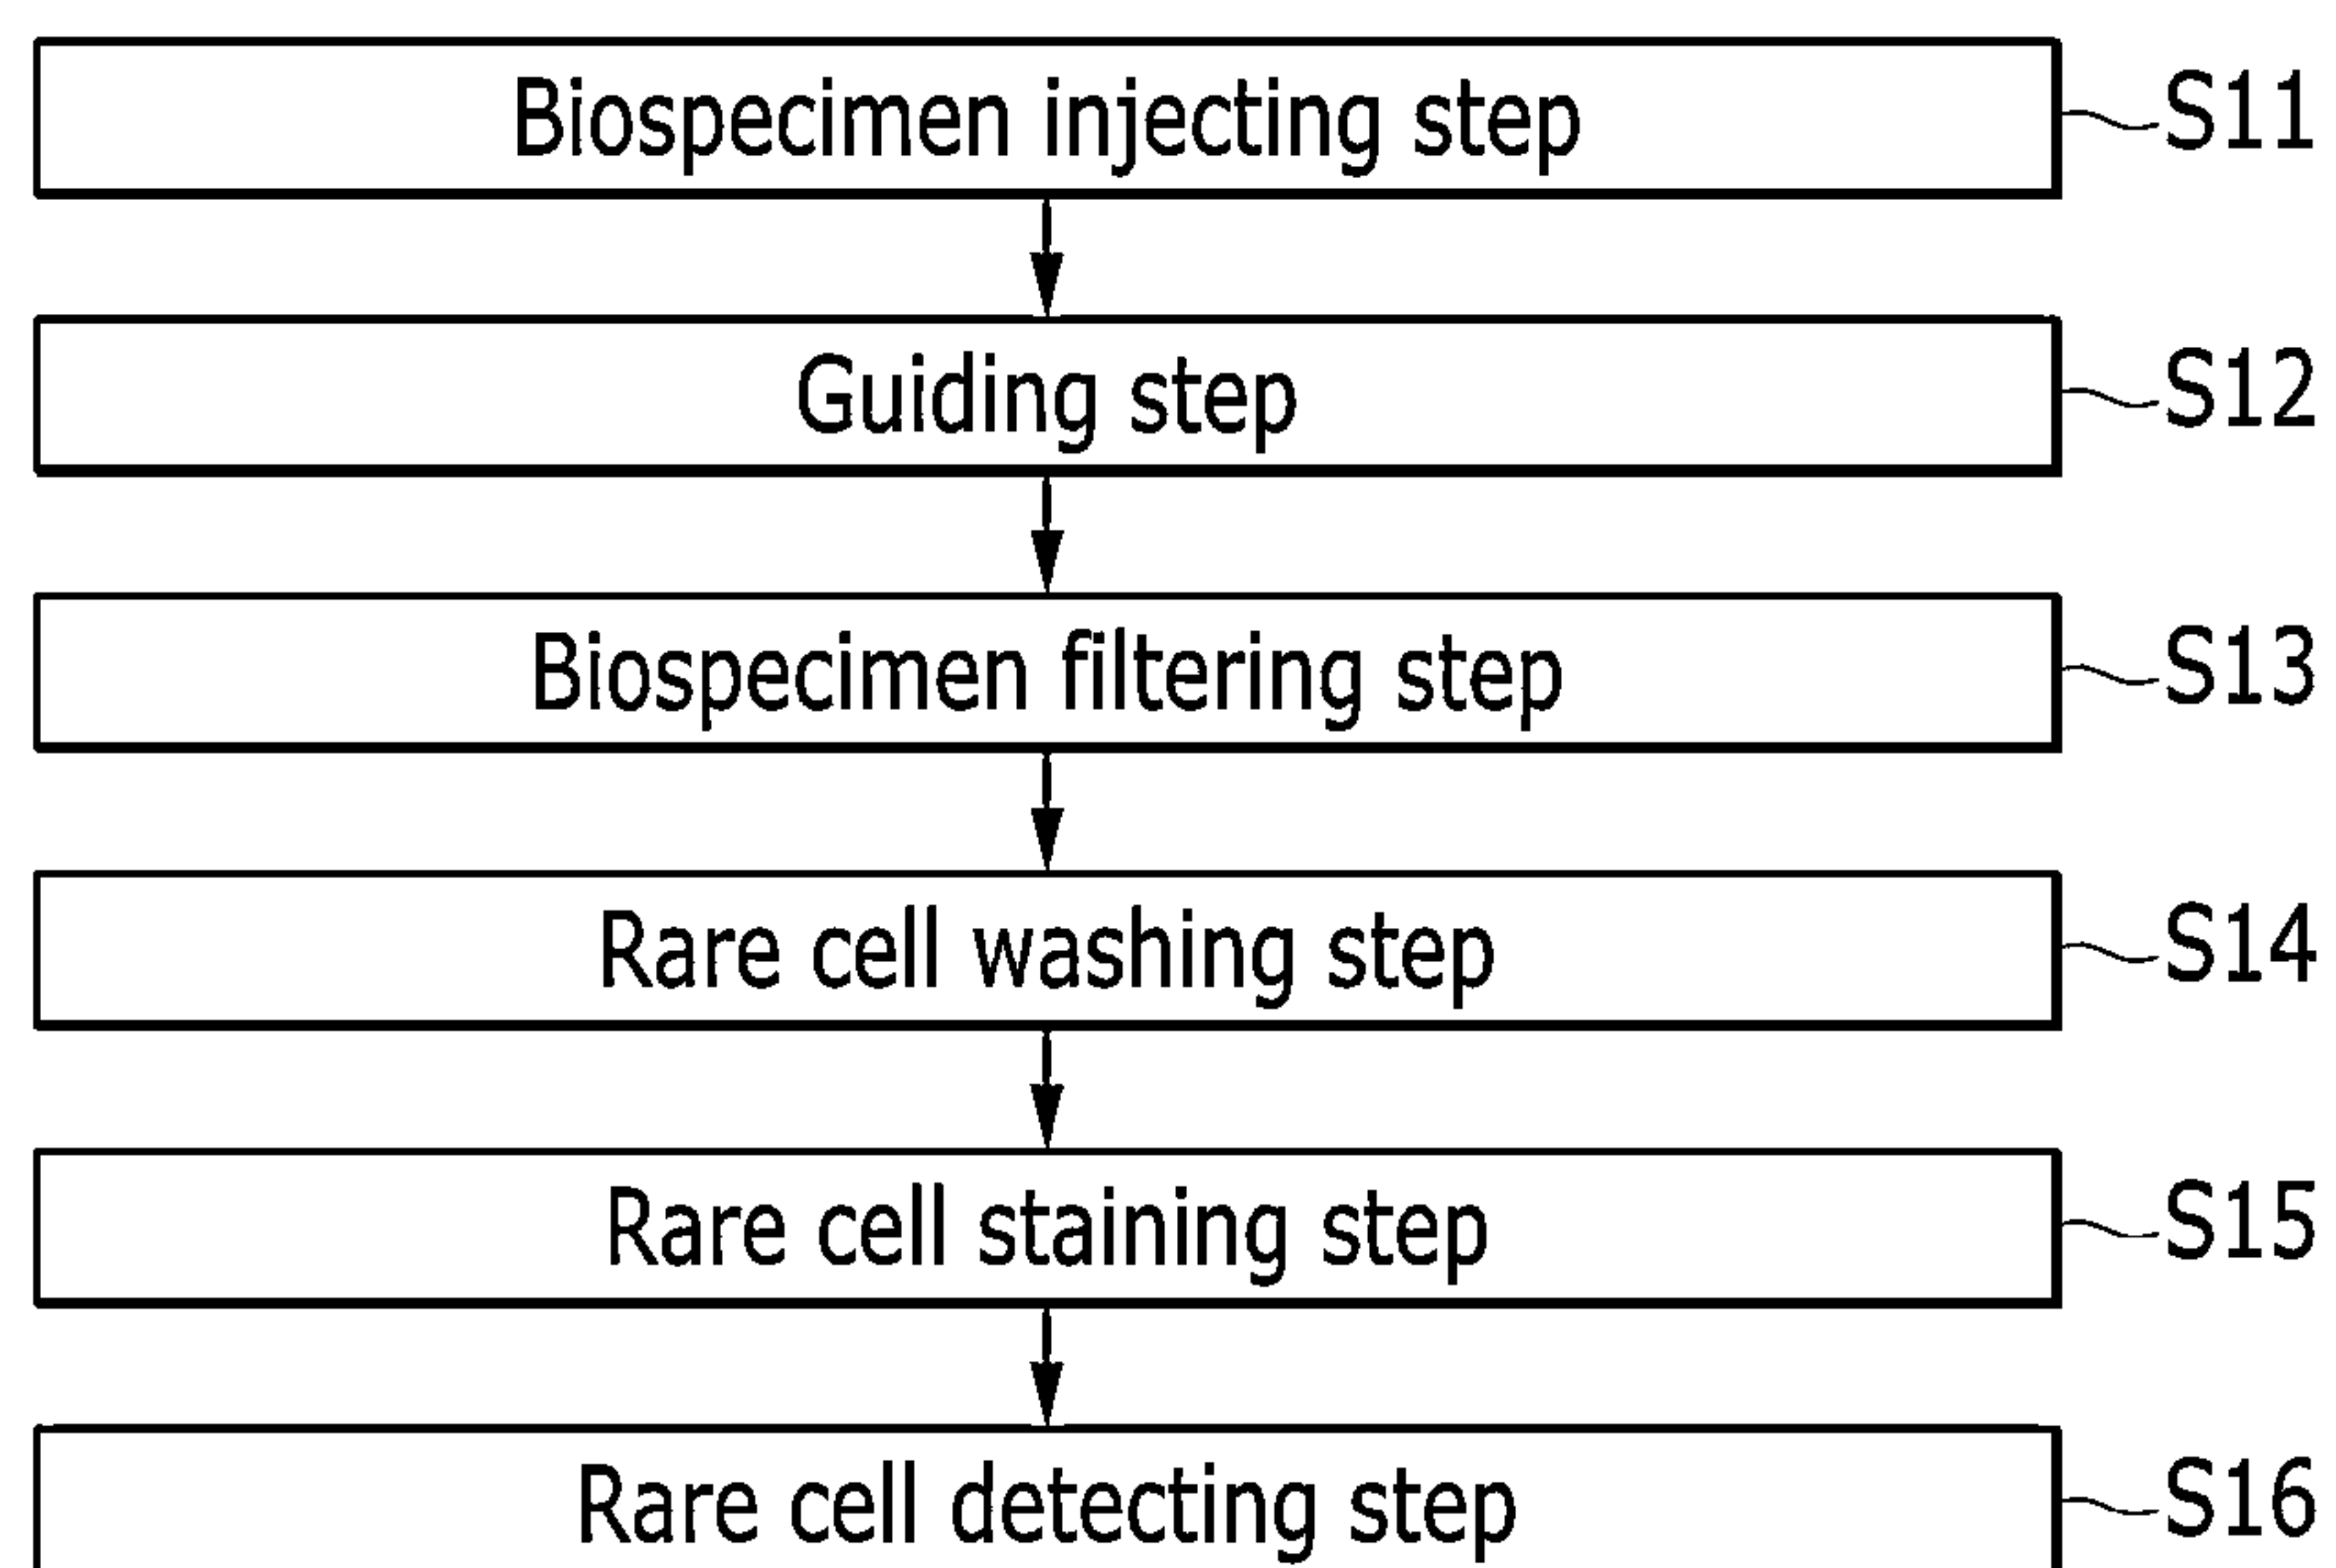 Biospecimen injecting step S11
Guiding step S12
Biospecimen filtering step S13
Rare cell washing step S14
Rare cell staining step S15
Rare cell detecting step S16